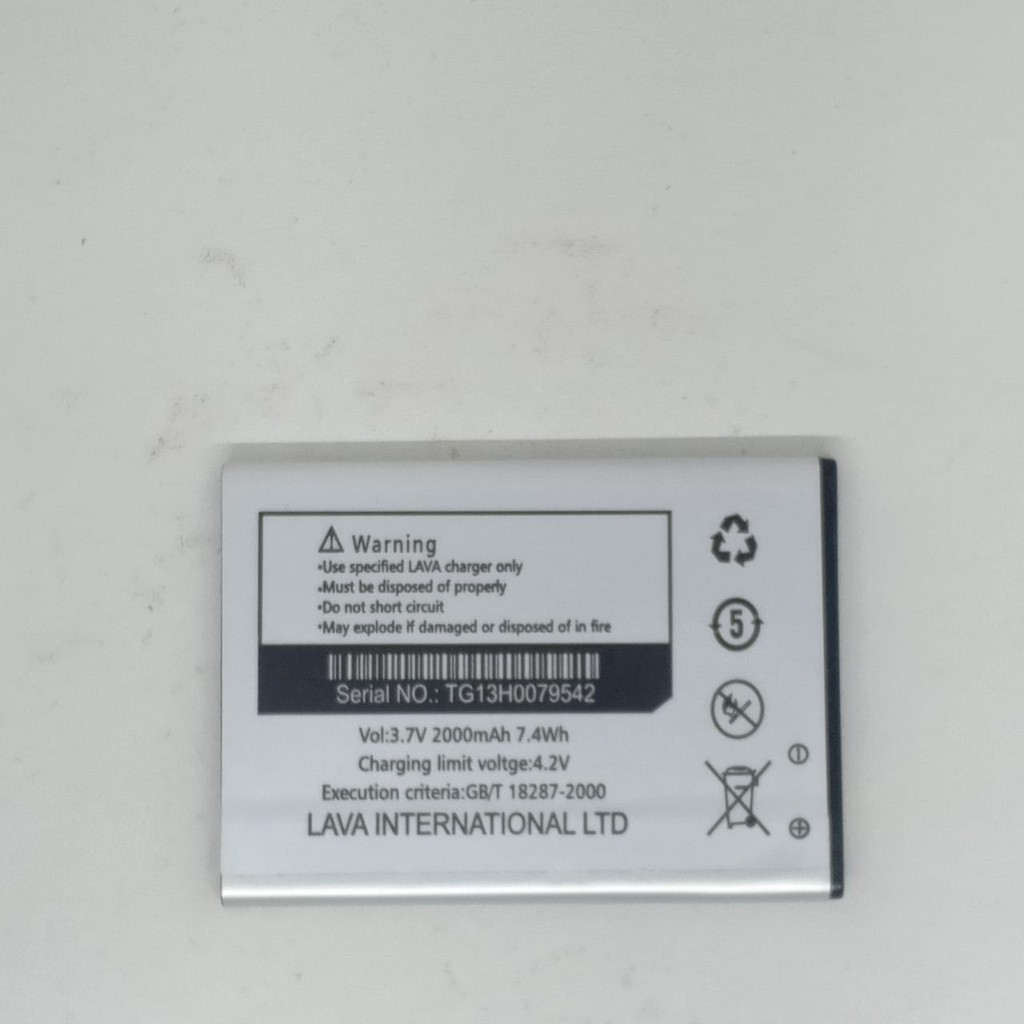 Warning
•Use specified LAVA charger only
•Must be disposed of properly
•Do not short circuit
•May explode if damaged or disposed of in fire
Serial NO.: TG13H0079542
Vol:3.7V 2000mAh 7.4Wh
Charging limit voltge:4.2V
Execution criteria:GB/T 18287-2000
LAVA INTERNATIONAL LTD
5